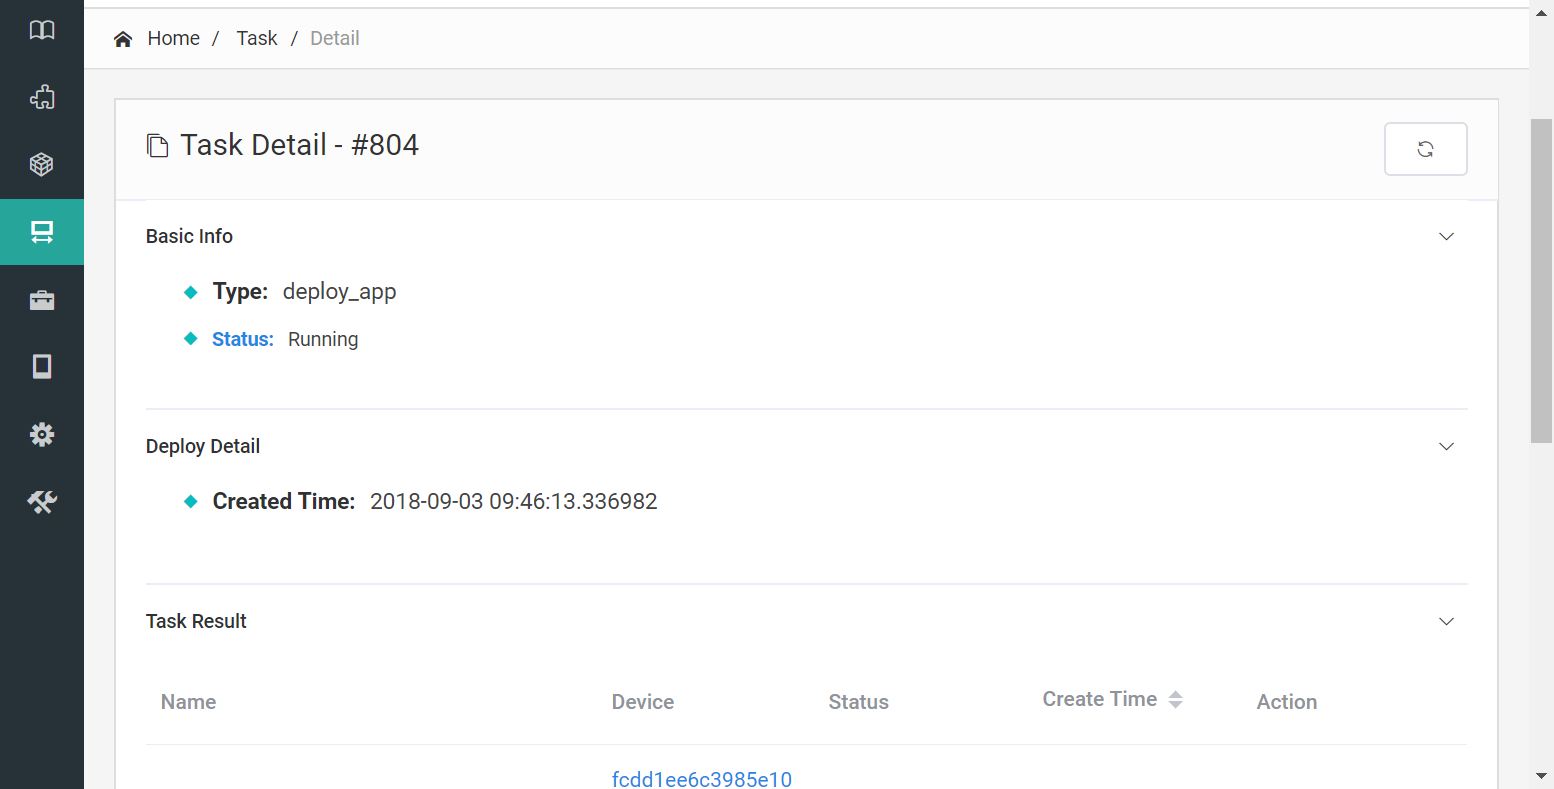 Home / Task / Detail
Task Detail - #804
Basic Info
Type: deploy_app
Status: Running
Deploy Detail
Created Time: 2018-09-03 09:46:13.336982
Task Result
Name Device Status Create Time Action
fcdd1ee6c3985e10